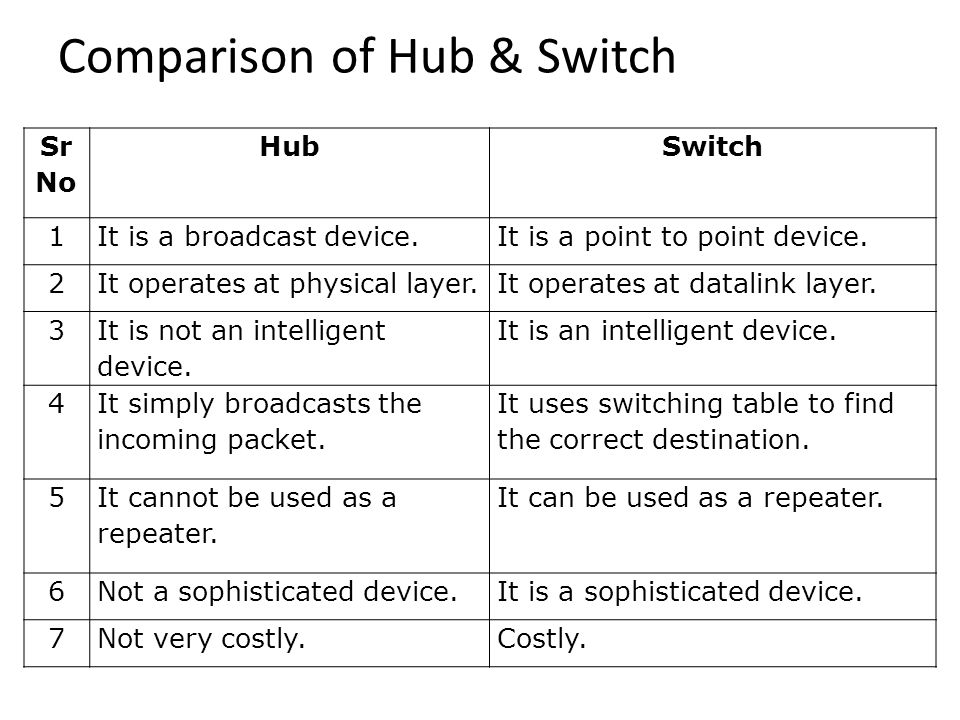 Comparison of Hub & Switch
Sr No Hub Switch
1 It is a broadcast device. It is a point to point device.
2 It operates at physical layer. It operates at datalink layer.
3 It is not an intelligent device. It is an intelligent device.
4 It simply broadcasts the incoming packet. It uses switching table to find the correct destination.
5 It cannot be used as a repeater. It can be used as a repeater.
6 Not a sophisticated device. It is a sophisticated device.
7 Not very costly. Costly.